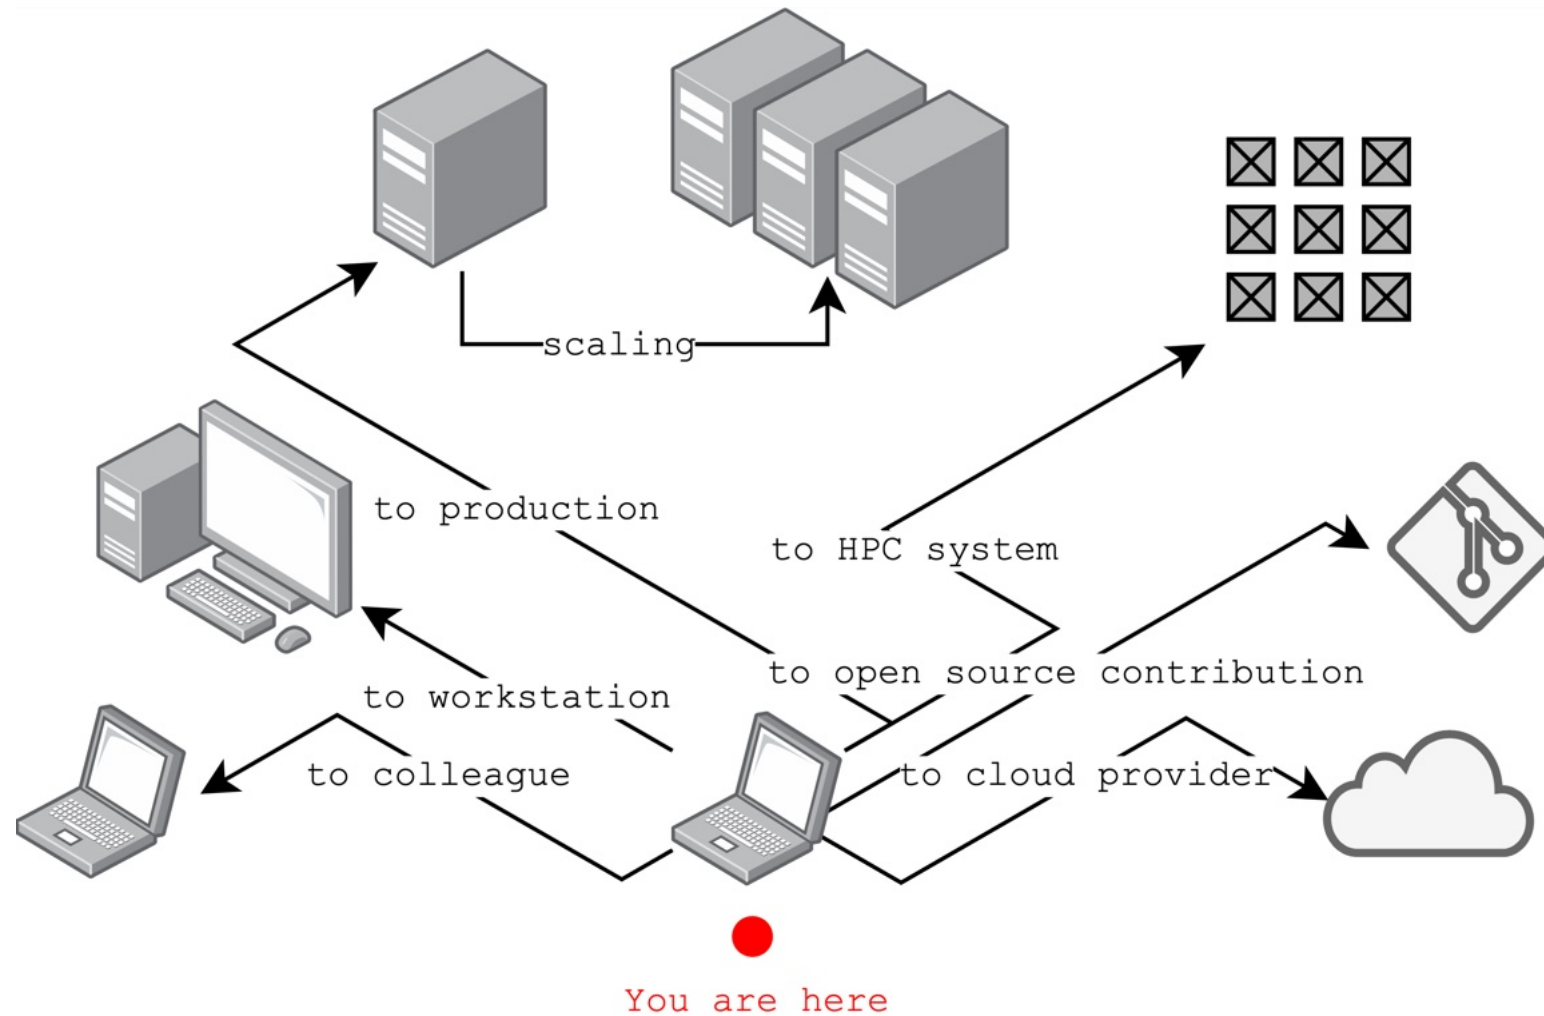 scaling
to production
to HPC system
to open source contribution
to workstation
to colleague
to cloud provider
You are here